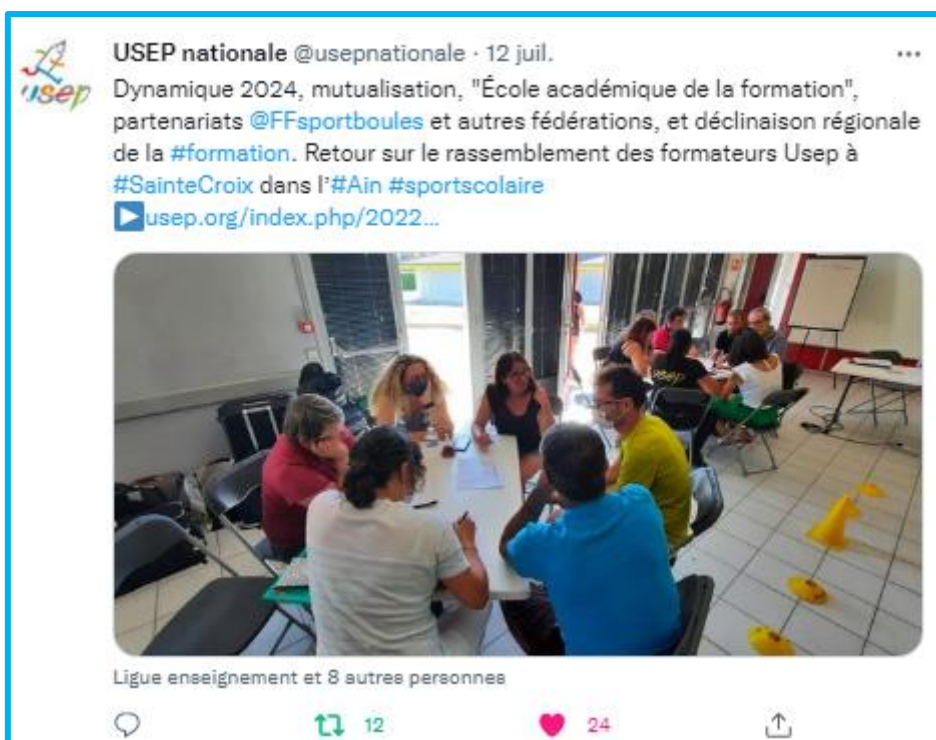 usep
USEP nationale @usepnationale · 12 juil.
Dynamique 2024, mutualisation, "École académique de la formation",
partenariats @FFsportboules et autres fédérations, et déclinaison régionale
de la #formation. Retour sur le rassemblement des formateurs Usep à
#SainteCroix dans l'#Ain #sportscolaire
usep.org/index.php/2022...
usep
Ligue enseignement et 8 autres personnes
12 24